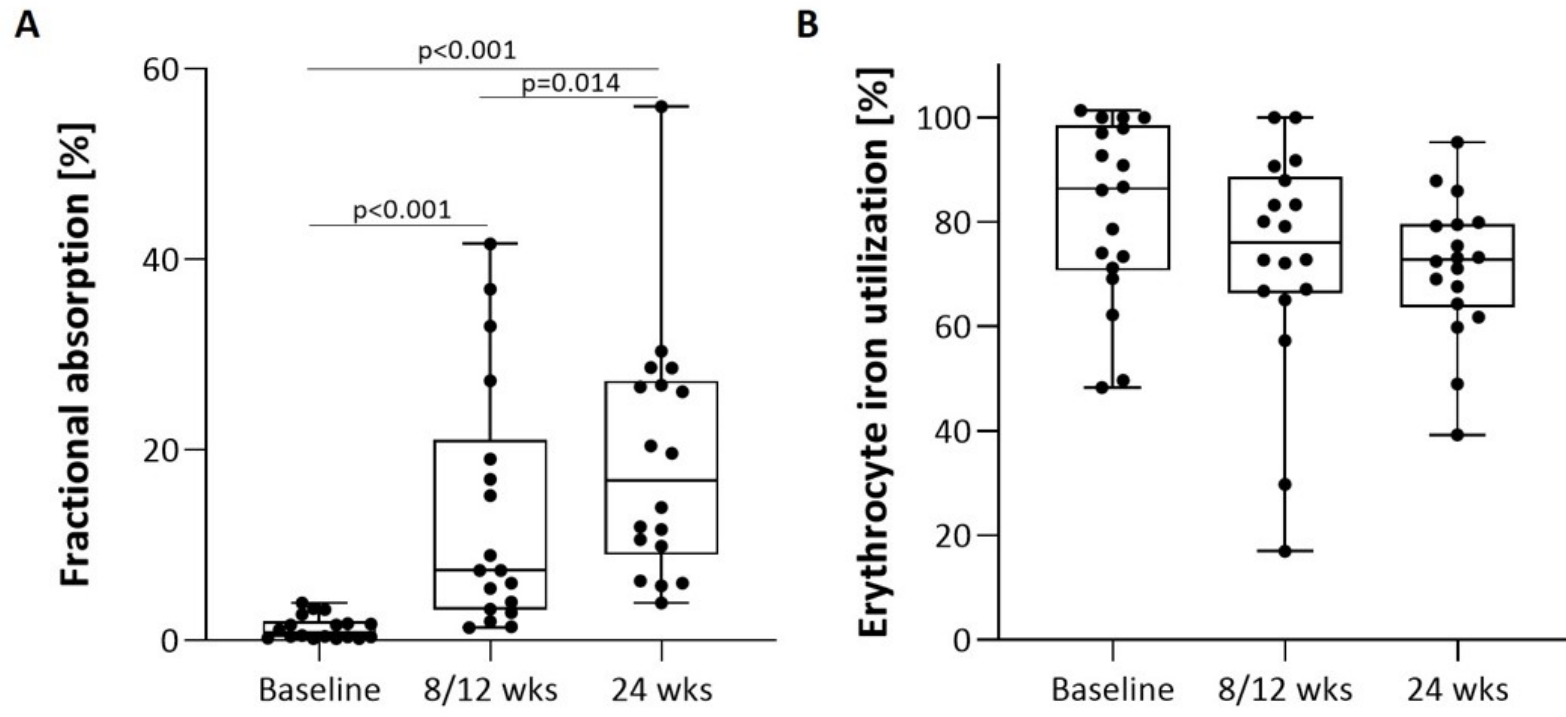 A
Fractional absorption [%]
60
40
20
0
p<0.001
p=0.014
p<0.001
Baseline
8/12 wks
24 wks
B
Erythrocyte iron utilization [%]
100
80
60
40
20
0
Baseline
8/12 wks
24 wks